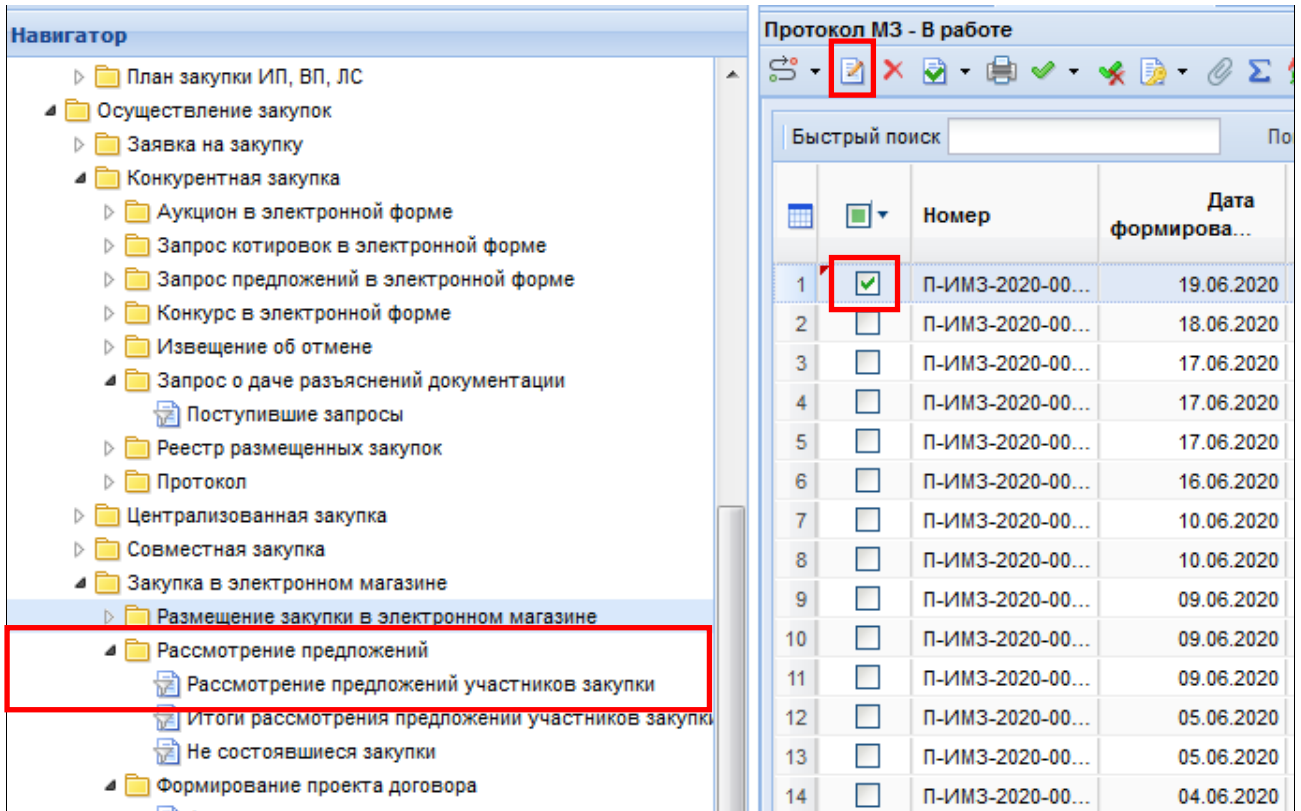 Навигатор
План закупки ИП, ВП, ЛС
Осуществление закупок
Заявка на закупку
Конкурентная закупка
Аукцион в электронной форме
Запрос котировок в электронной форме
Запрос предложений в электронной форме
Конкурс в электронной форме
Извещение об отмене
Запрос о даче разъяснений документации
Поступившие запросы
Реестр размещенных закупок
Протокол
Централизованная закупка
Совместная закупка
Закупка в электронном магазине
Размещение закупки в электронном магазине
Рассмотрение предложений
Рассмотрение предложений участников закупки
Итоги рассмотрения предложений участников закупки
Не состоявшиеся закупки
Формирование проекта договора
Протокол МЗ - В работе
Быстрый поиск По
Номер Дата
формирова...
1 П-ИМЗ-2020-00... 19.06.2020
2 П-ИМЗ-2020-00... 18.06.2020
3 П-ИМЗ-2020-00... 17.06.2020
4 П-ИМЗ-2020-00... 17.06.2020
5 П-ИМЗ-2020-00... 17.06.2020
6 П-ИМЗ-2020-00... 16.06.2020
7 П-ИМЗ-2020-00... 10.06.2020
8 П-ИМЗ-2020-00... 10.06.2020
9 П-ИМЗ-2020-00... 09.06.2020
10 П-ИМЗ-2020-00... 09.06.2020
11 П-ИМЗ-2020-00... 09.06.2020
12 П-ИМЗ-2020-00... 05.06.2020
13 П-ИМЗ-2020-00... 05.06.2020
14 П-ИМЗ-2020-00... 04.06.2020